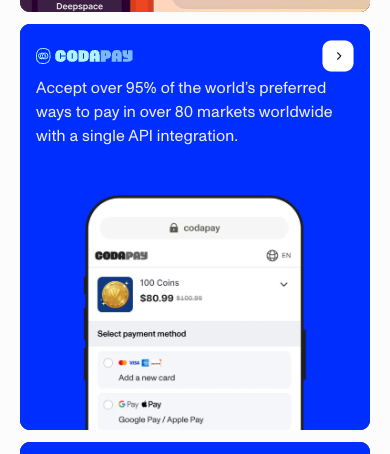 Deepspace
CODAPAY
Accept over 95% of the world's preferred
ways to pay in over 80 markets worldwide
with a single API integration.
codapay
CODAPAY
EN
100 Coins
$80.99 $100.99
Select payment method
VISA
Add a new card
G Pay Pay
Google Pay / Apple Pay